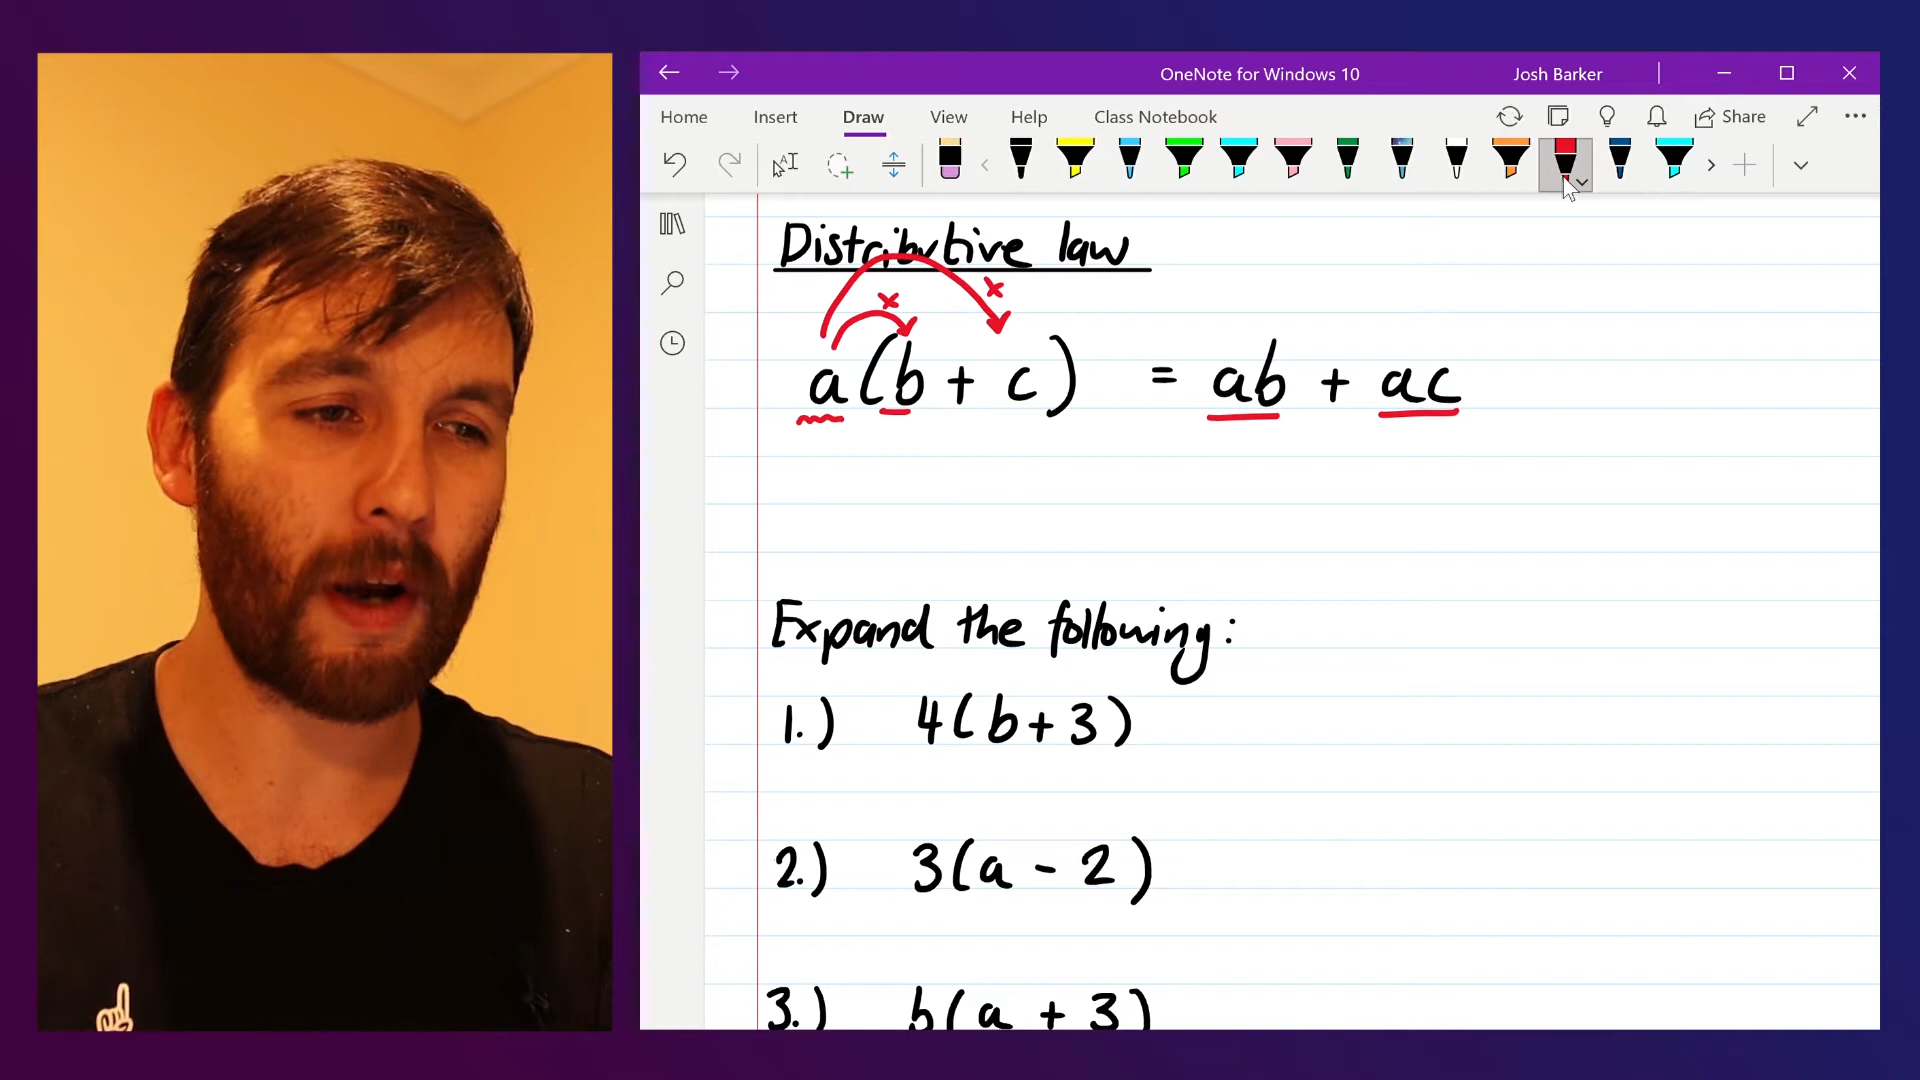 OneNote for Windows 10 Josh Barker
Home Insert Draw View Help Class Notebook Share
Distributive law
× ×
a(b + c) = ab + ac
Expand the following:
1.) 4(b+3)
2.) 3(a - 2)
3.) b(a + 3)